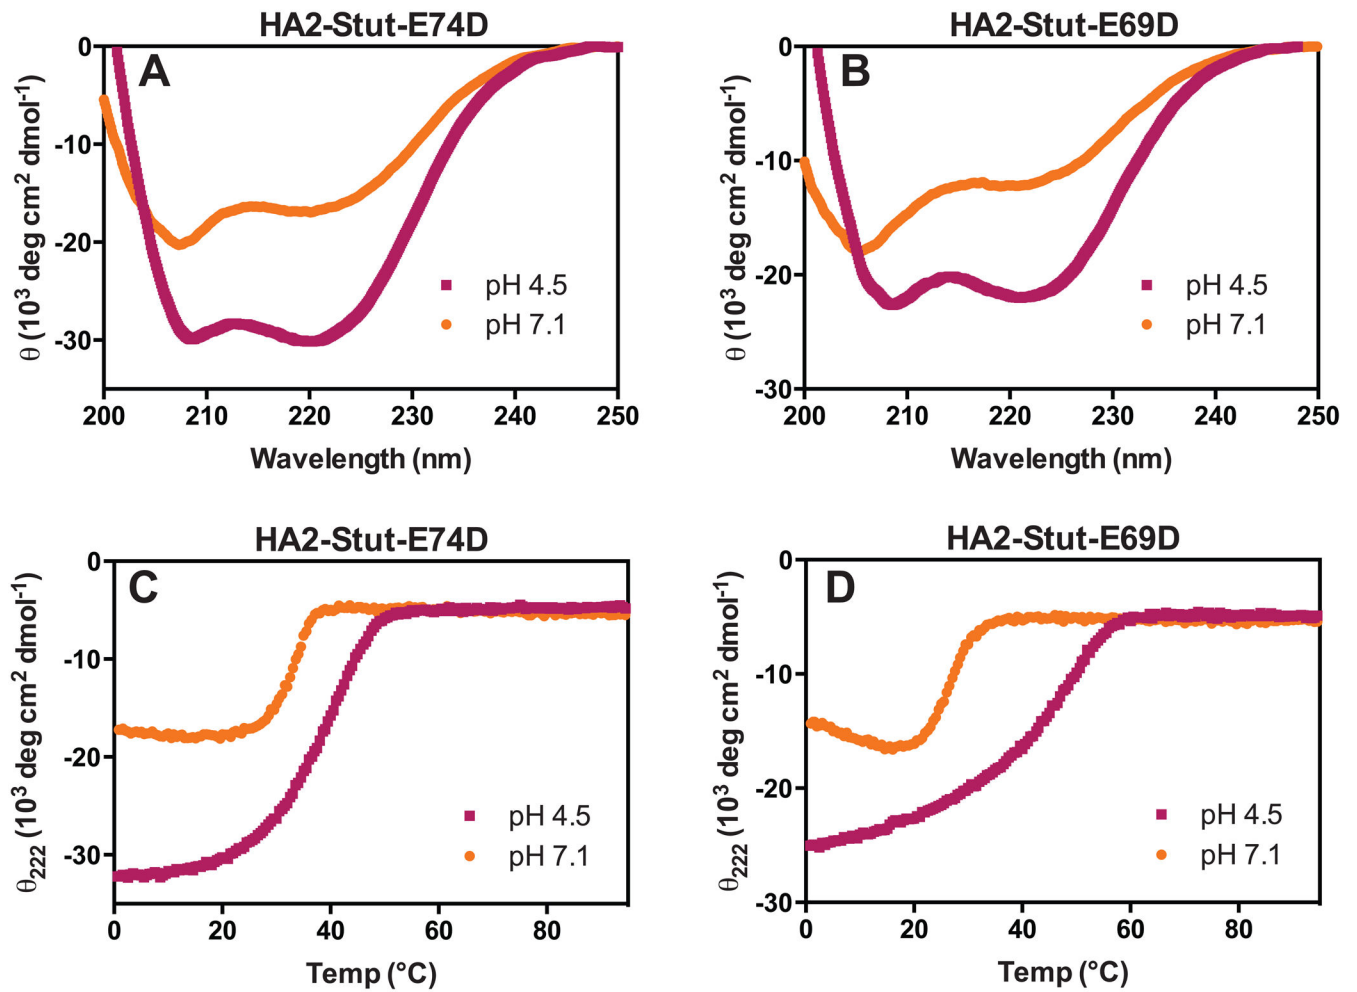 HA2-Stut-E74D
A
0
-10
-20
-30
θ (10³ deg cm² dmol⁻¹)
pH 4.5
pH 7.1
200 210 220 230 240 250
Wavelength (nm)
HA2-Stut-E69D
B
0
-10
-20
-30
θ (10³ deg cm² dmol⁻¹)
pH 4.5
pH 7.1
200 210 220 230 240 250
Wavelength (nm)
HA2-Stut-E74D
C
0
-10
-20
-30
θ₂₂₂ (10³ deg cm² dmol⁻¹)
pH 4.5
pH 7.1
0 20 40 60 80
Temp (°C)
HA2-Stut-E69D
D
0
-10
-20
-30
θ₂₂₂ (10³ deg cm² dmol⁻¹)
pH 4.5
pH 7.1
0 20 40 60 80
Temp (°C)